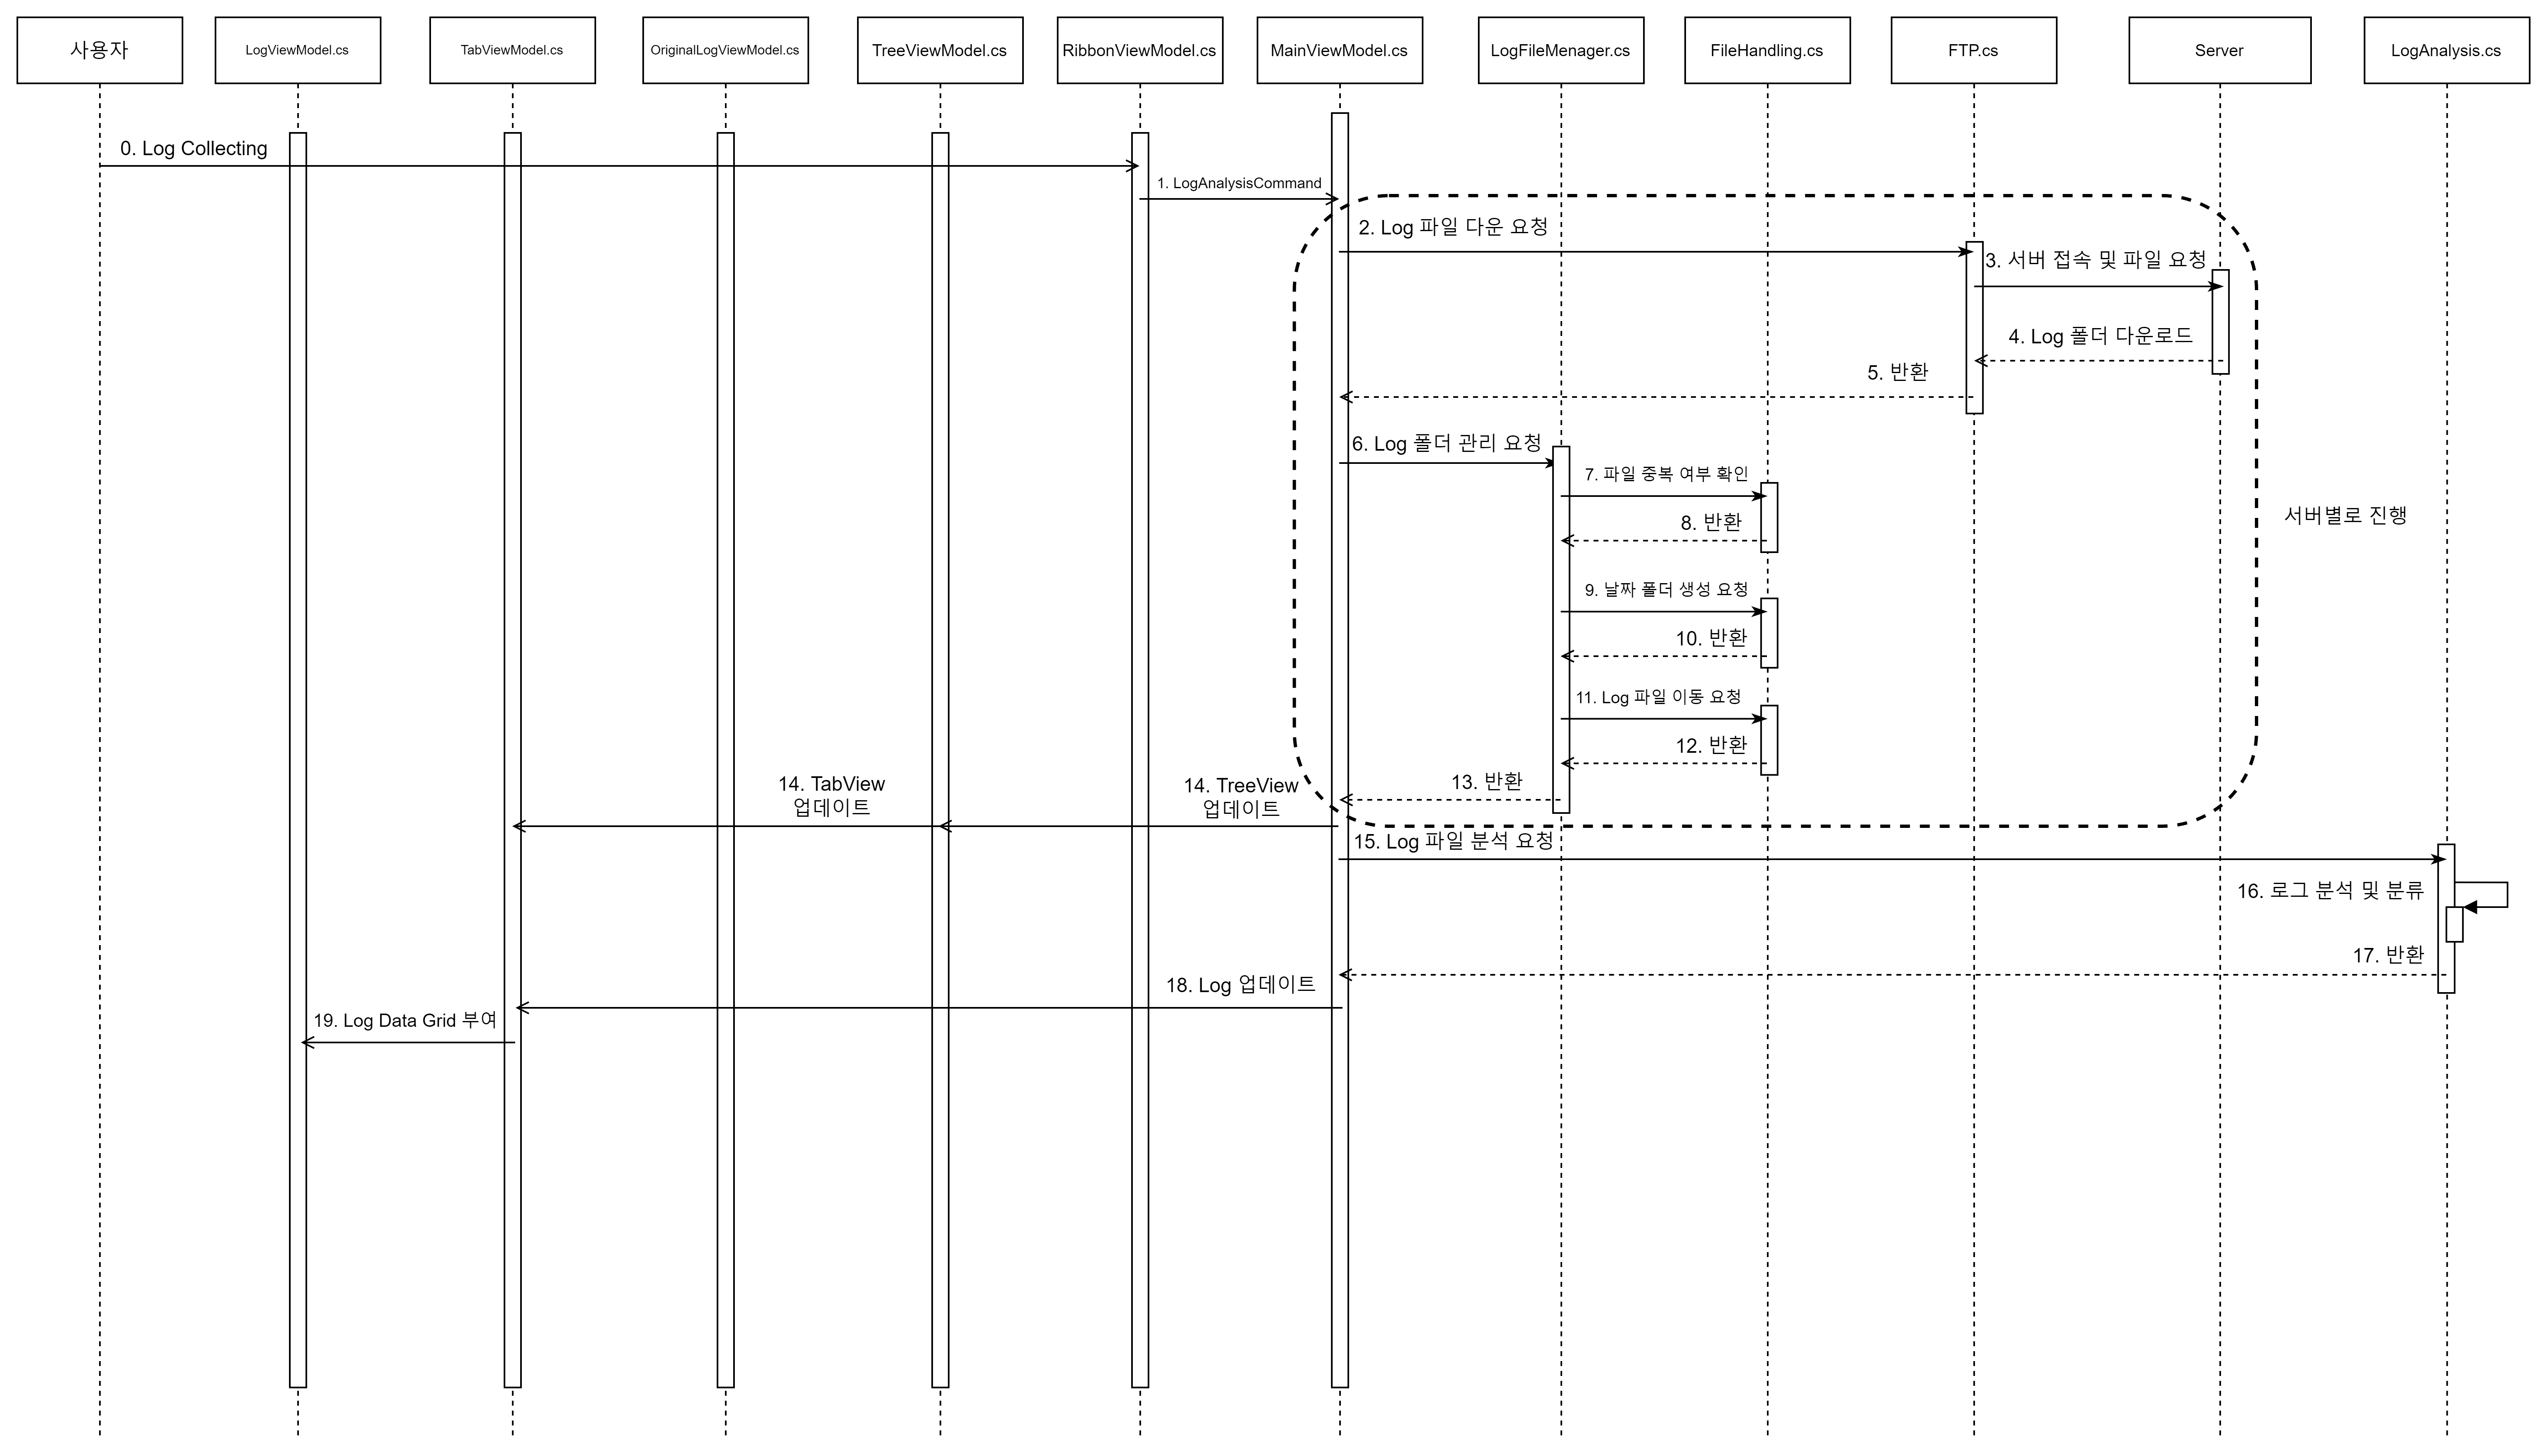 사용자
LogViewModel.cs
TabViewModel.cs
OriginalLogViewModel.cs
TreeViewModel.cs
RibbonViewModel.cs
MainViewModel.cs
LogFileMenager.cs
FileHandling.cs
FTP.cs
Server
LogAnalysis.cs
0. Log Collecting
1. LogAnalysisCommand
2. Log 파일 다운 요청
3. 서버 접속 및 파일 요청
4. Log 폴더 다운로드
5. 반환
6. Log 폴더 관리 요청
7. 파일 중복 여부 확인
8. 반환
서버별로 진행
9. 날짜 폴더 생성 요청
10. 반환
11. Log 파일 이동 요청
12. 반환
13. 반환
14. TabView
업데이트
14. TreeView
업데이트
15. Log 파일 분석 요청
16. 로그 분석 및 분류
17. 반환
18. Log 업데이트
19. Log Data Grid 부여